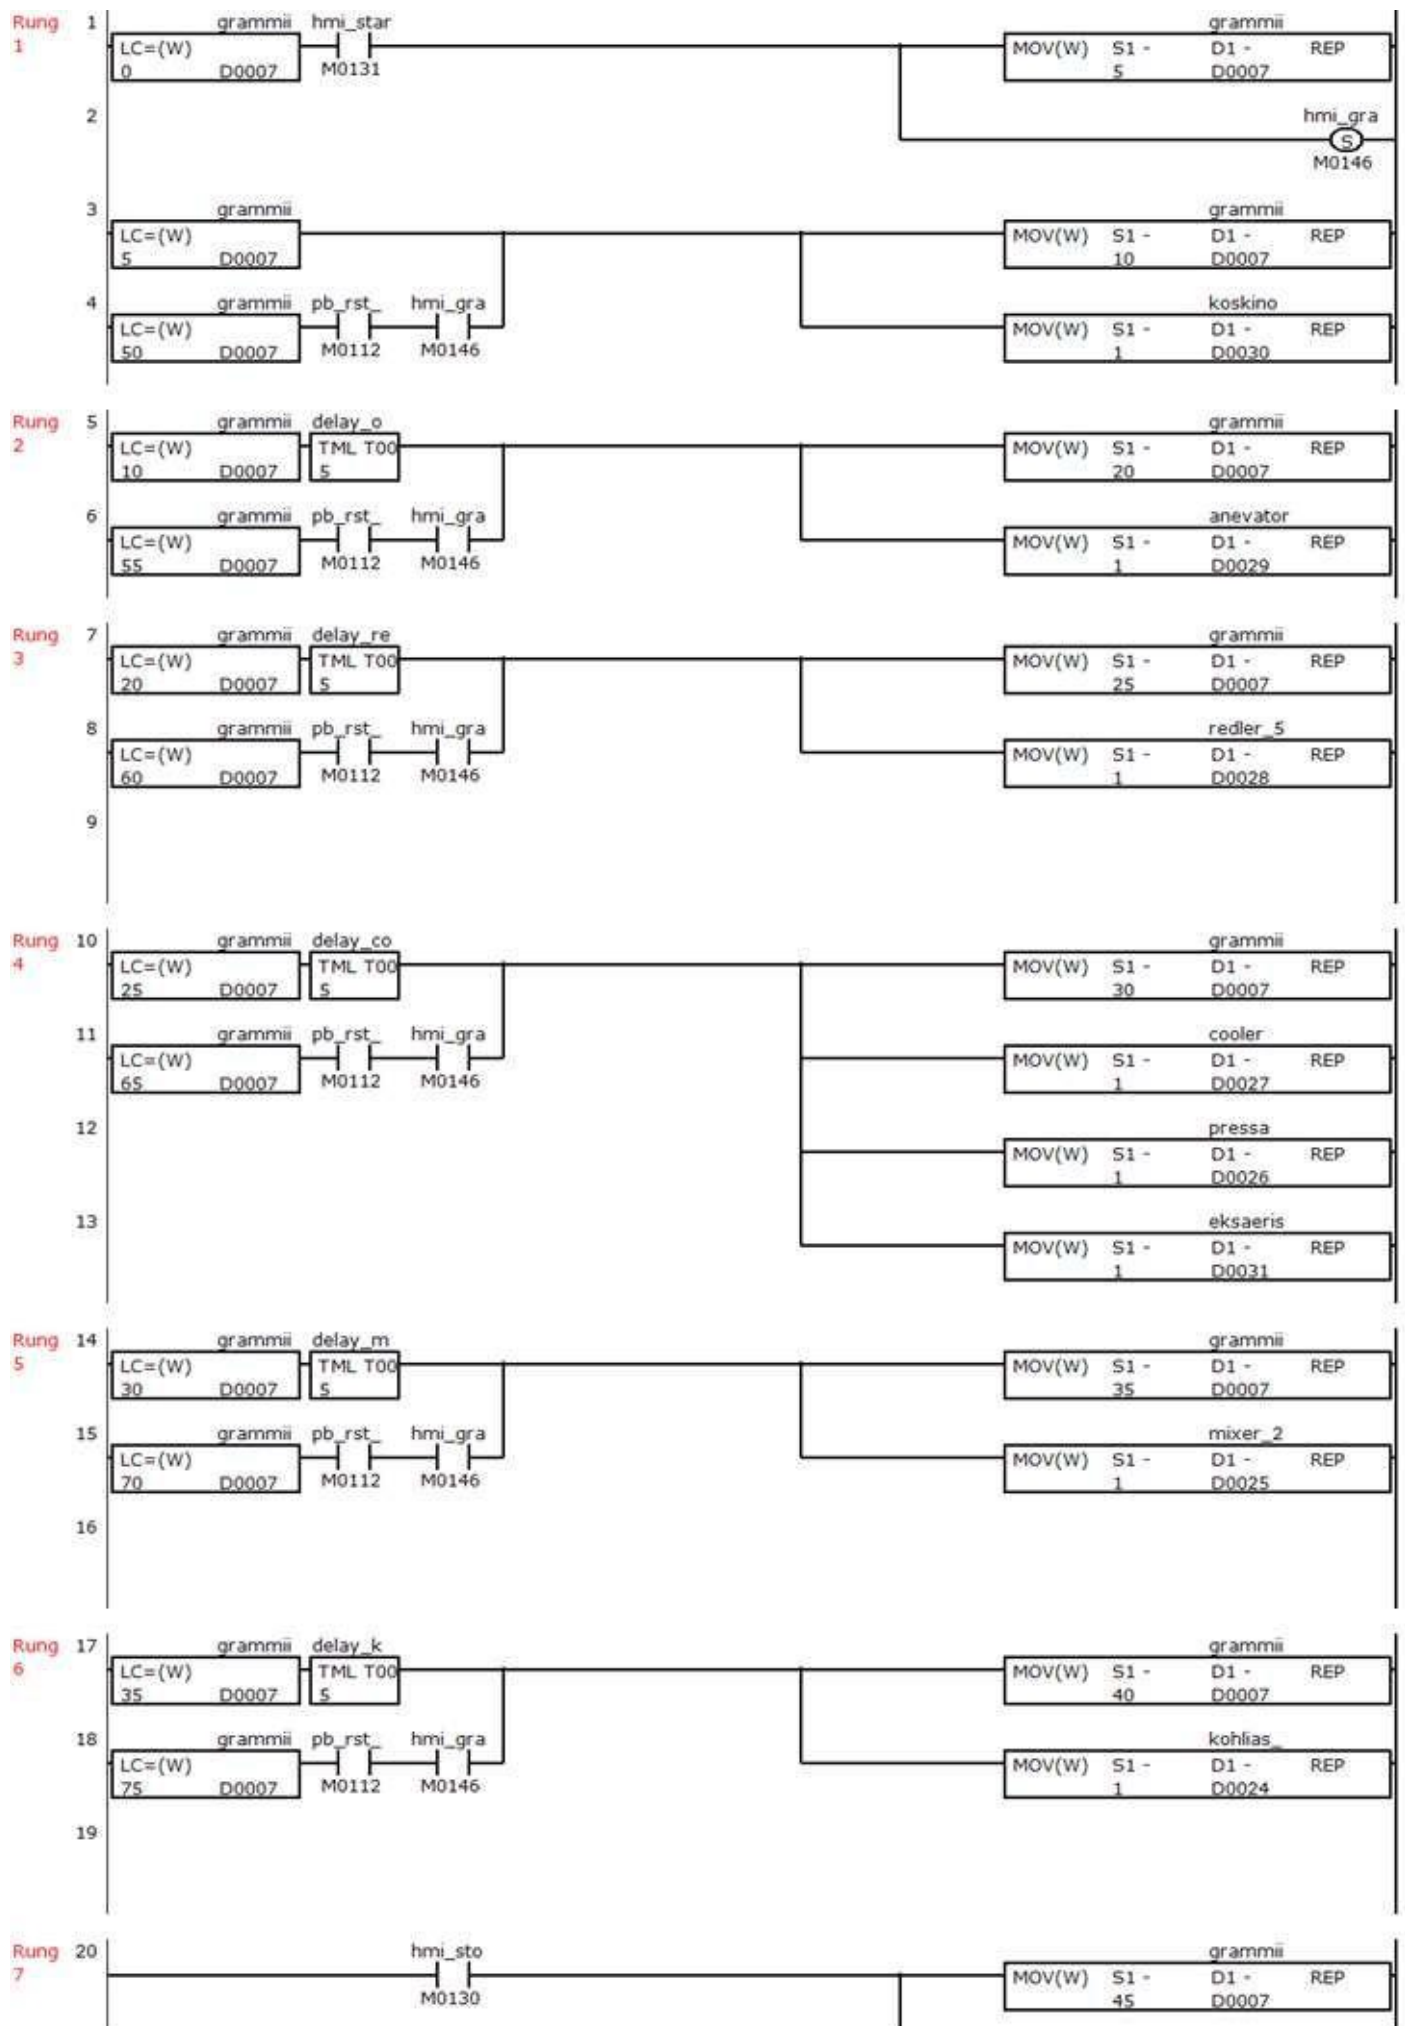 Rung 1 grammii hmi_star grammii
1 LC=(W) MOV(W) S1 - D1 - REP
0 D0007 M0131 5 D0007
2 hmi_gra
S
M0146
3 grammii grammii
LC=(W) MOV(W) S1 - D1 - REP
5 D0007 10 D0007
4 grammii pb_rst_ hmi_gra koskino
LC=(W) MOV(W) S1 - D1 - REP
50 D0007 M0112 M0146 1 D0030
Rung 5 grammii delay_o grammii
2 LC=(W) TML T00 MOV(W) S1 - D1 - REP
10 D0007 5 20 D0007
6 grammii pb_rst_ hmi_gra anevator
LC=(W) MOV(W) S1 - D1 - REP
55 D0007 M0112 M0146 1 D0029
Rung 7 grammii delay_re grammii
3 LC=(W) TML T00 MOV(W) S1 - D1 - REP
20 D0007 5 25 D0007
8 grammii pb_rst_ hmi_gra redler_5
LC=(W) MOV(W) S1 - D1 - REP
60 D0007 M0112 M0146 1 D0028
9
Rung 10 grammii delay_co grammii
4 LC=(W) TML T00 MOV(W) S1 - D1 - REP
25 D0007 5 30 D0007
11 grammii pb_rst_ hmi_gra cooler
LC=(W) MOV(W) S1 - D1 - REP
65 D0007 M0112 M0146 1 D0027
12 pressa
MOV(W) S1 - D1 - REP
1 D0026
13 eksaeris
MOV(W) S1 - D1 - REP
1 D0031
Rung 14 grammii delay_m grammii
5 LC=(W) TML T00 MOV(W) S1 - D1 - REP
30 D0007 5 35 D0007
15 grammii pb_rst_ hmi_gra mixer_2
LC=(W) MOV(W) S1 - D1 - REP
70 D0007 M0112 M0146 1 D0025
16
Rung 17 grammii delay_k grammii
6 LC=(W) TML T00 MOV(W) S1 - D1 - REP
35 D0007 5 40 D0007
18 grammii pb_rst_ hmi_gra kohlias_
LC=(W) MOV(W) S1 - D1 - REP
75 D0007 M0112 M0146 1 D0024
19
Rung 20 hmi_sto grammii
7 MOV(W) S1 - D1 - REP
M0130 45 D0007